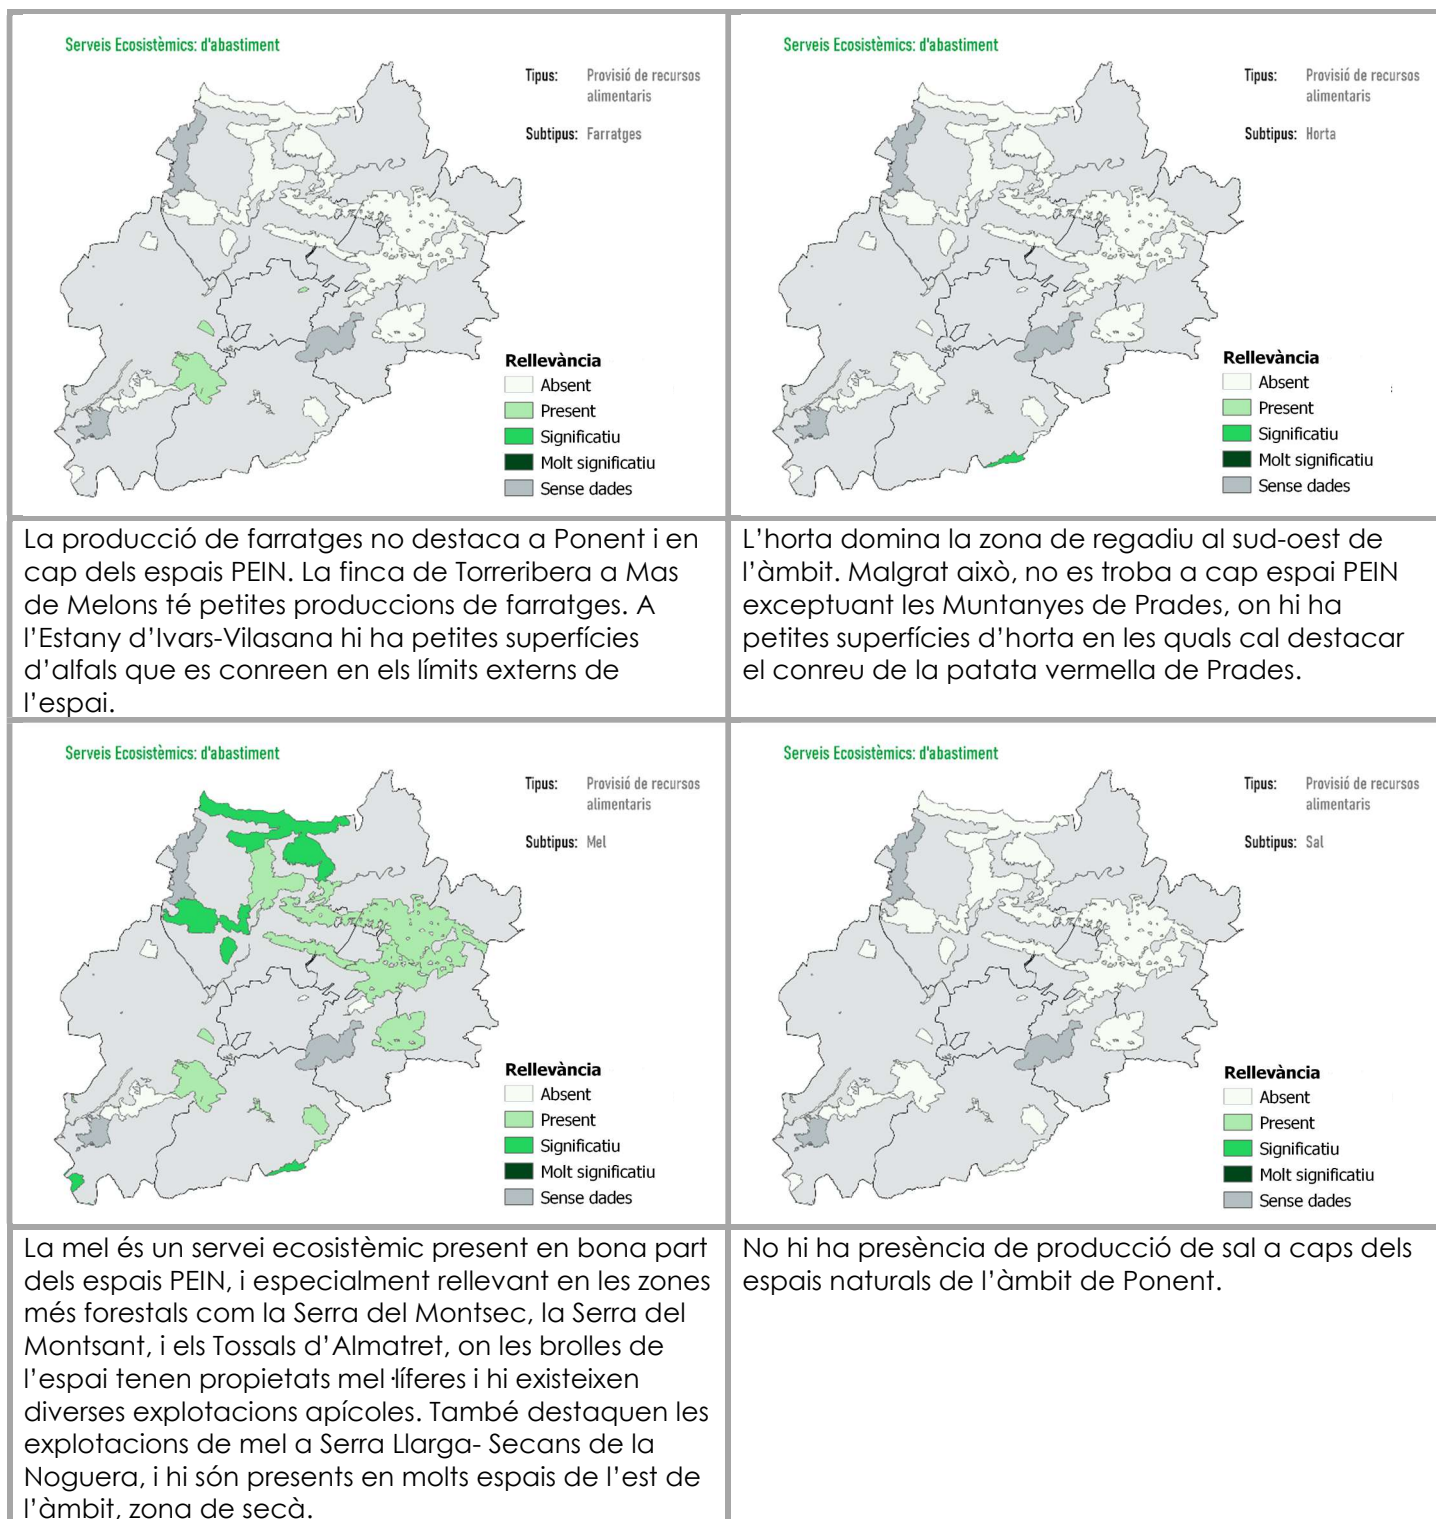 Serveis Ecosistèmics: d'abastiment
Tipus: Provisió de recursos
alimentaris
Subtipus: Farratges
Rellevància
Absent
Present
Significatiu
Molt significatiu
Sense dades
Serveis Ecosistèmics: d'abastiment
Tipus: Provisió de recursos
alimentaris
Subtipus: Horta
Rellevància
Absent
Present
Significatiu
Molt significatiu
Sense dades
La producció de farratges no destaca a Ponent i en
cap dels espais PEIN. La finca de Torreribera a Mas
de Melons té petites produccions de farratges. A
l'Estany d'Ivars-Vilasana hi ha petites superfícies
d'alfals que es conreen en els límits externs de
l'espai.
L'horta domina la zona de regadiu al sud-oest de
l'àmbit. Malgrat això, no es troba a cap espai PEIN
exceptuant les Muntanyes de Prades, on hi ha
petites superfícies d'horta en les quals cal destacar
el conreu de la patata vermella de Prades.
Serveis Ecosistèmics: d'abastiment
Tipus: Provisió de recursos
alimentaris
Subtipus: Mel
Rellevància
Absent
Present
Significatiu
Molt significatiu
Sense dades
Serveis Ecosistèmics: d'abastiment
Tipus: Provisió de recursos
alimentaris
Subtipus: Sal
Rellevància
Absent
Present
Significatiu
Molt significatiu
Sense dades
La mel és un servei ecosistèmic present en bona part
dels espais PEIN, i especialment rellevant en les zones
més forestals com la Serra del Montsec, la Serra del
Montsant, i els Tossals d'Almatret, on les brolles de
l'espai tenen propietats mel·líferes i hi existeixen
diverses explotacions apícoles. També destaquen les
explotacions de mel a Serra Llarga- Secans de la
Noguera, i hi són presents en molts espais de l'est de
l'àmbit, zona de secà.
No hi ha presència de producció de sal a caps dels
espais naturals de l'àmbit de Ponent.